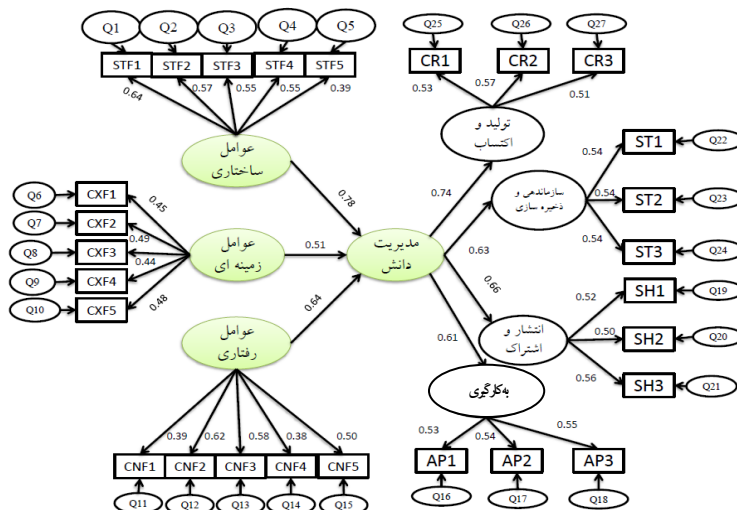 Q1 Q2 Q3 Q4 Q5
STF1 STF2 STF3 STF4 STF5
0.64 0.57 0.55 0.55 0.39
عوامل
ساختاری
0.78
Q6 CXF1
Q7 CXF2
Q8 CXF3
Q9 CXF4
Q10 CXF5
0.45
0.49
0.44
0.48
عوامل
زمینه ای
0.51
عوامل
رفتاری
0.64
0.39 0.62 0.58 0.38 0.50
CNF1 CNF2 CNF3 CNF4 CNF5
Q11 Q12 Q13 Q14 Q15
مدیریت
دانش
Q25 Q26 Q27
CR1 CR2 CR3
0.53 0.57 0.51
تولید و
اکتساب
0.74
سازماندهی و
ذخیره سازی
0.63
0.54 ST1 Q22
0.54 ST2 Q23
0.54 ST3 Q24
0.66
انتشار و
اشتراک
0.52 SH1 Q19
0.50 SH2 Q20
0.56 SH3 Q21
0.61
به‌کارگیری
0.53 0.54 0.55
AP1 AP2 AP3
Q16 Q17 Q18